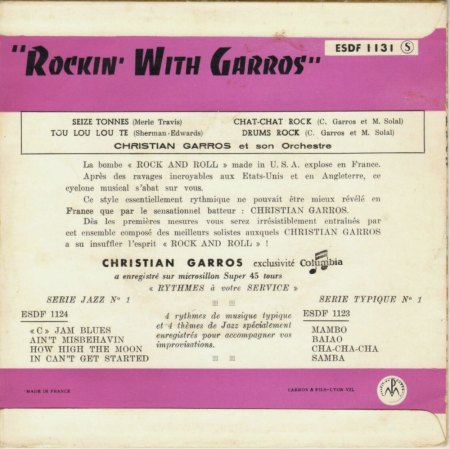 "ROCKIN' WITH GARROS"
ESDF 1131 S
SEIZE TONNES (Merle Travis) CHAT-CHAT ROCK (C. Garros et M. Solal)
TOU LOU LOU TE (Sherman-Edwards) DRUMS ROCK (C. Garros et M. Solal)
CHRISTIAN GARROS et son Orchestre
La bombe « ROCK AND ROLL » made in U. S. A. explose en France.
Après des ravages incroyables aux Etats-Unis et en Angleterre, ce
cyclone musical s'abat sur vous.
Ce style essentiellement rythmique ne pouvait être mieux révélé en
France que par le sensationnel batteur : CHRISTIAN GARROS.
Dès les premières mesures vous serez irrésistiblement entrainés par
cet ensemble composé des meilleurs solistes auxquels CHRISTIAN GARROS
a su insuffler l'esprit « ROCK AND ROLL » !
CHRISTIAN GARROS exclusivité Columbia
a enregistré sur microsillon Super 45 tours
« RYTHMES à votre SERVICE »
SERIE JAZZ N° 1
ESDF 1124
« C » JAM BLUES
AIN'T MISBEHAVIN
HOW HIGH THE MOON
IN CAN'T GET STARTED
4 rythmes de musique typique
et 4 thèmes de Jazz spécialement
enregistrés pour accompagner vos
improvisations.
SERIE TYPIQUE N° 1
ESDF 1123
MAMBO
BAIAO
CHA-CHA-CHA
SAMBA
MADE IN FRANCE
CARRON & FILS-LYON-VZL